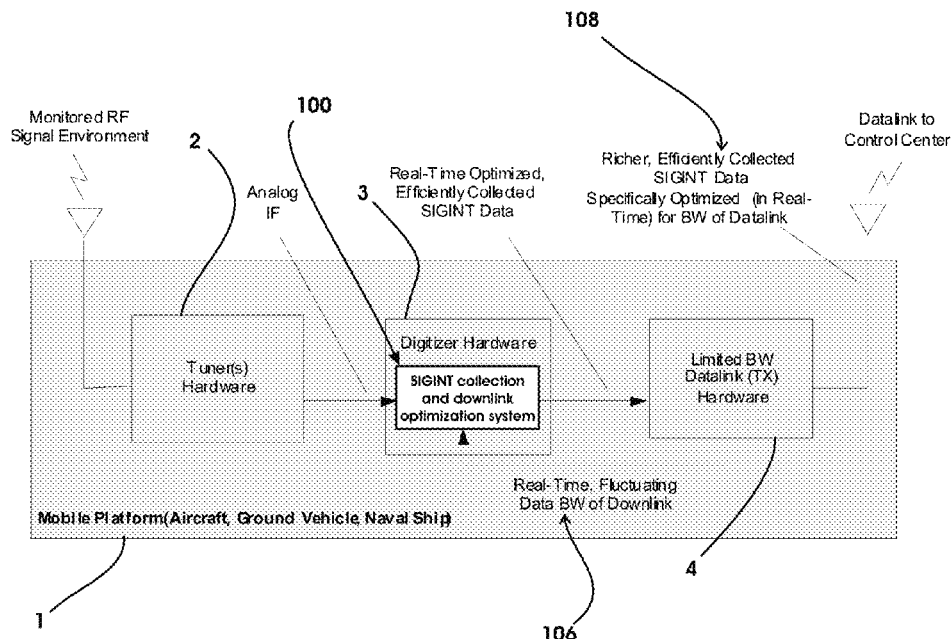 108
Monitored RF
Signal Environment
100
2
Datalink to
Control Center
Richer, Efficiently Collected
SIGINT Data
Specifically Optimized (in Real-
Time) for BW of Datalink
Analog
IF
3
Real-Time Optimized,
Efficiently Collected
SIGINT Data
Tuner(s)
Hardware
Digitizer Hardware
SIGINT collection
and downlink
optimization system
Limited BW
Datalink (TX)
Hardware
Real-Time, Fluctuating
Data BW of Downlink
Mobile Platform(Aircraft, Ground Vehicle, Naval Ship)
1
106
4